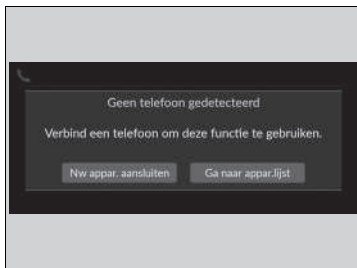 Geen telefoon gedetecteerd
Verbind een telefoon om deze functie te gebruiken.
Nw appar. aansluiten
Ga naar appar.lijst